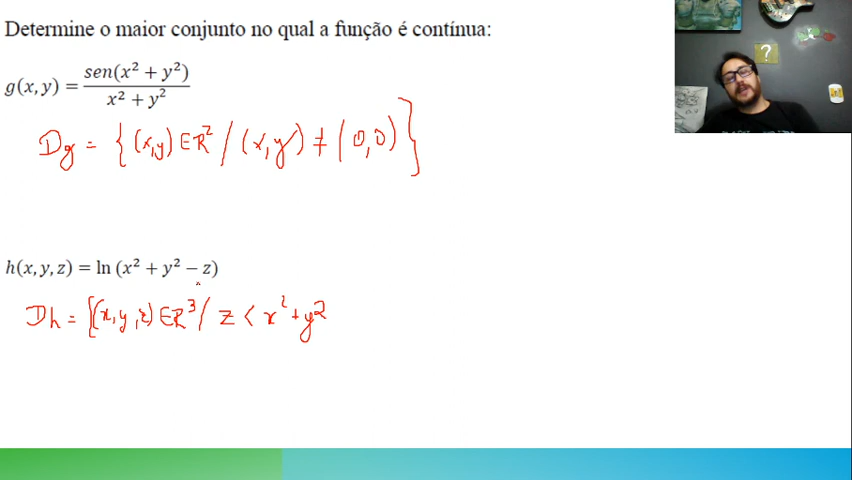 Determine o maior conjunto no qual a função é contínua:
g(x, y) = sen(x² + y²) / x² + y²
Dg = { (x,y) ∈ ℝ² / (x,y) ≠ (0,0) }
h(x, y, z) = ln (x² + y² − z)
Dh = {(x,y,z) ∈ ℝ³ / z < x² + y²
?